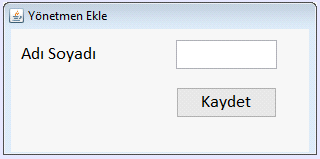 Yönetmen Ekle
Adı Soyadı
Kaydet